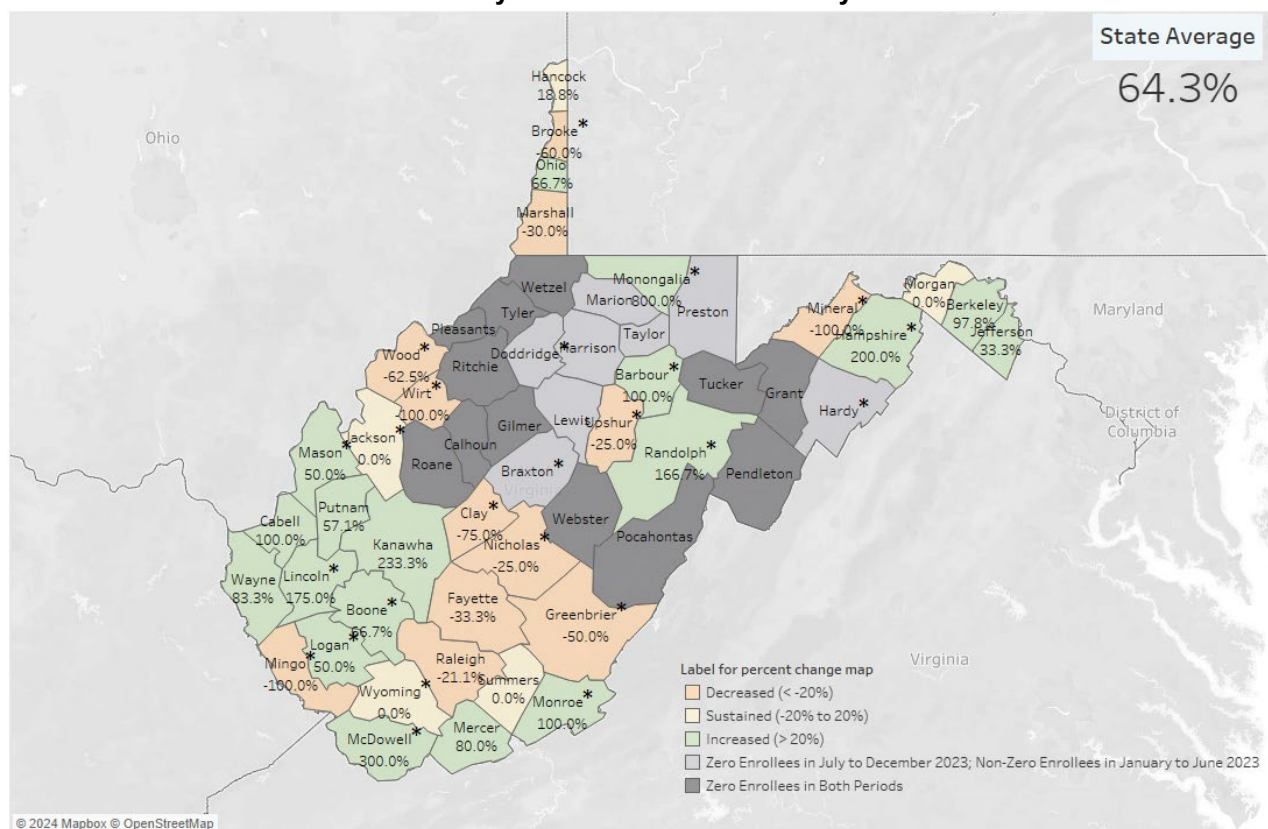 State Average
64.3%
Hancock
18.8%
Ohio
Brooke *
-60.0%
Ohio
66.7%
Marshall
-30.0%
Wetzel
Monongalia *
800.0%
Marion
Preston
Tyler
Pleasants
Taylor
Doddridge *
Harrison
Ritchie
Mineral *
-100.0%
Morgan
0.0%
Berkeley
97.8%
Jefferson
33.3%
Maryland
Hampshire *
200.0%
Wood *
-62.5%
Wirt *
-100.0%
Barbour *
100.0%
Tucker
Grant
Hardy *
District of
Columbia
Lewis
Upshur *
-25.0%
Gilmer
Calhoun
Jackson *
0.0%
Mason *
50.0%
Roane
Braxton *
Virginia
Randolph *
166.7%
Pendleton
Putnam
57.1%
Cabell
100.0%
Clay *
-75.0%
Webster
Pocahontas
Kanawha
233.3%
Nicholas *
-25.0%
Wayne
83.3%
Lincoln *
175.0%
Boone *
66.7%
Fayette
-33.3%
Greenbrier *
-50.0%
Logan *
50.0%
Mingo *
-100.0%
Raleigh
-21.1%
Summers
0.0%
Wyoming *
0.0%
Monroe *
100.0%
Mercer
80.0%
McDowell *
300.0%
Virginia
Label for percent change map
Decreased (< -20%)
Sustained (-20% to 20%)
Increased (> 20%)
Zero Enrollees in July to December 2023; Non-Zero Enrollees in January to June 2023
Zero Enrollees in Both Periods
© 2024 Mapbox © OpenStreetMap